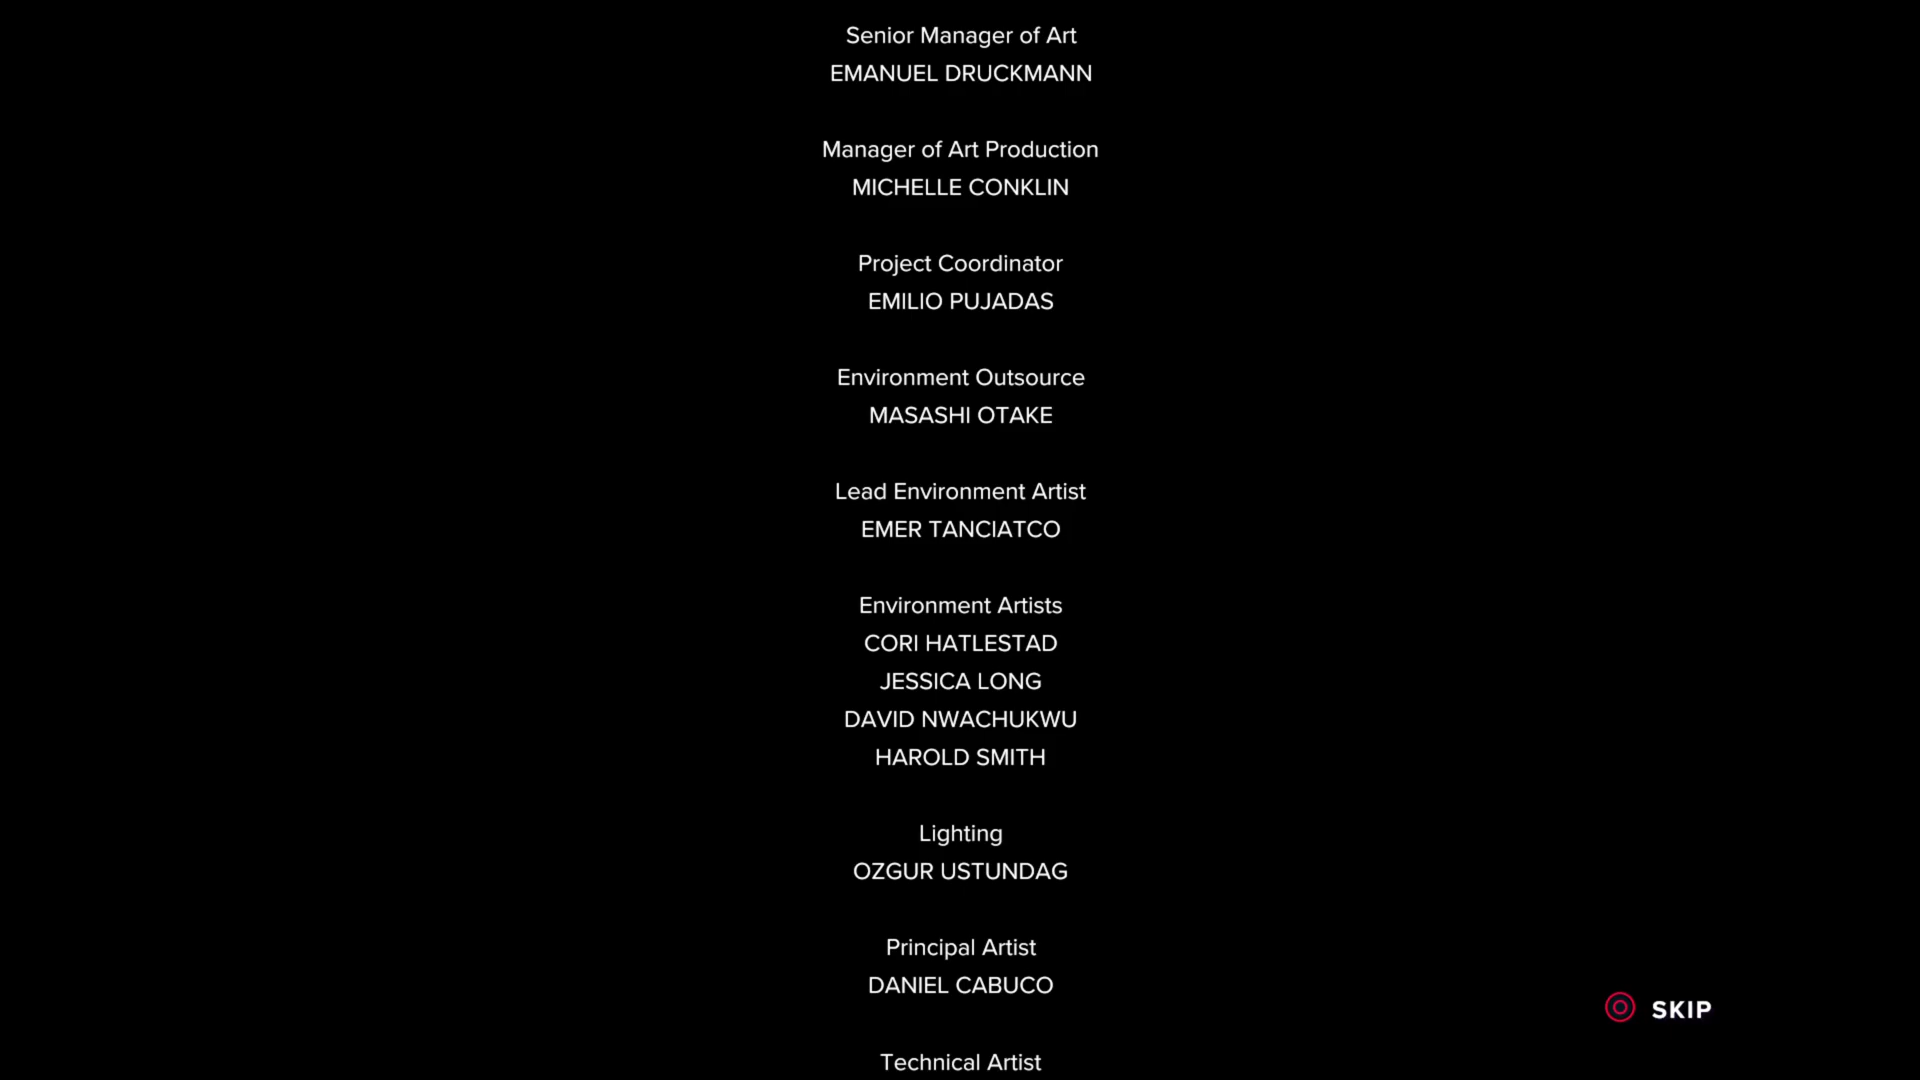 Senior Manager of Art
EMANUEL DRUCKMANN
Manager of Art Production
MICHELLE CONKLIN
Project Coordinator
EMILIO PUJADAS
Environment Outsource
MASASHI OTAKE
Lead Environment Artist
EMER TANCIATCO
Environment Artists
CORI HATLESTAD
JESSICA LONG
DAVID NWACHUKWU
HAROLD SMITH
Lighting
OZGUR USTUNDAG
Principal Artist
DANIEL CABUCO
SKIP
Technical Artist